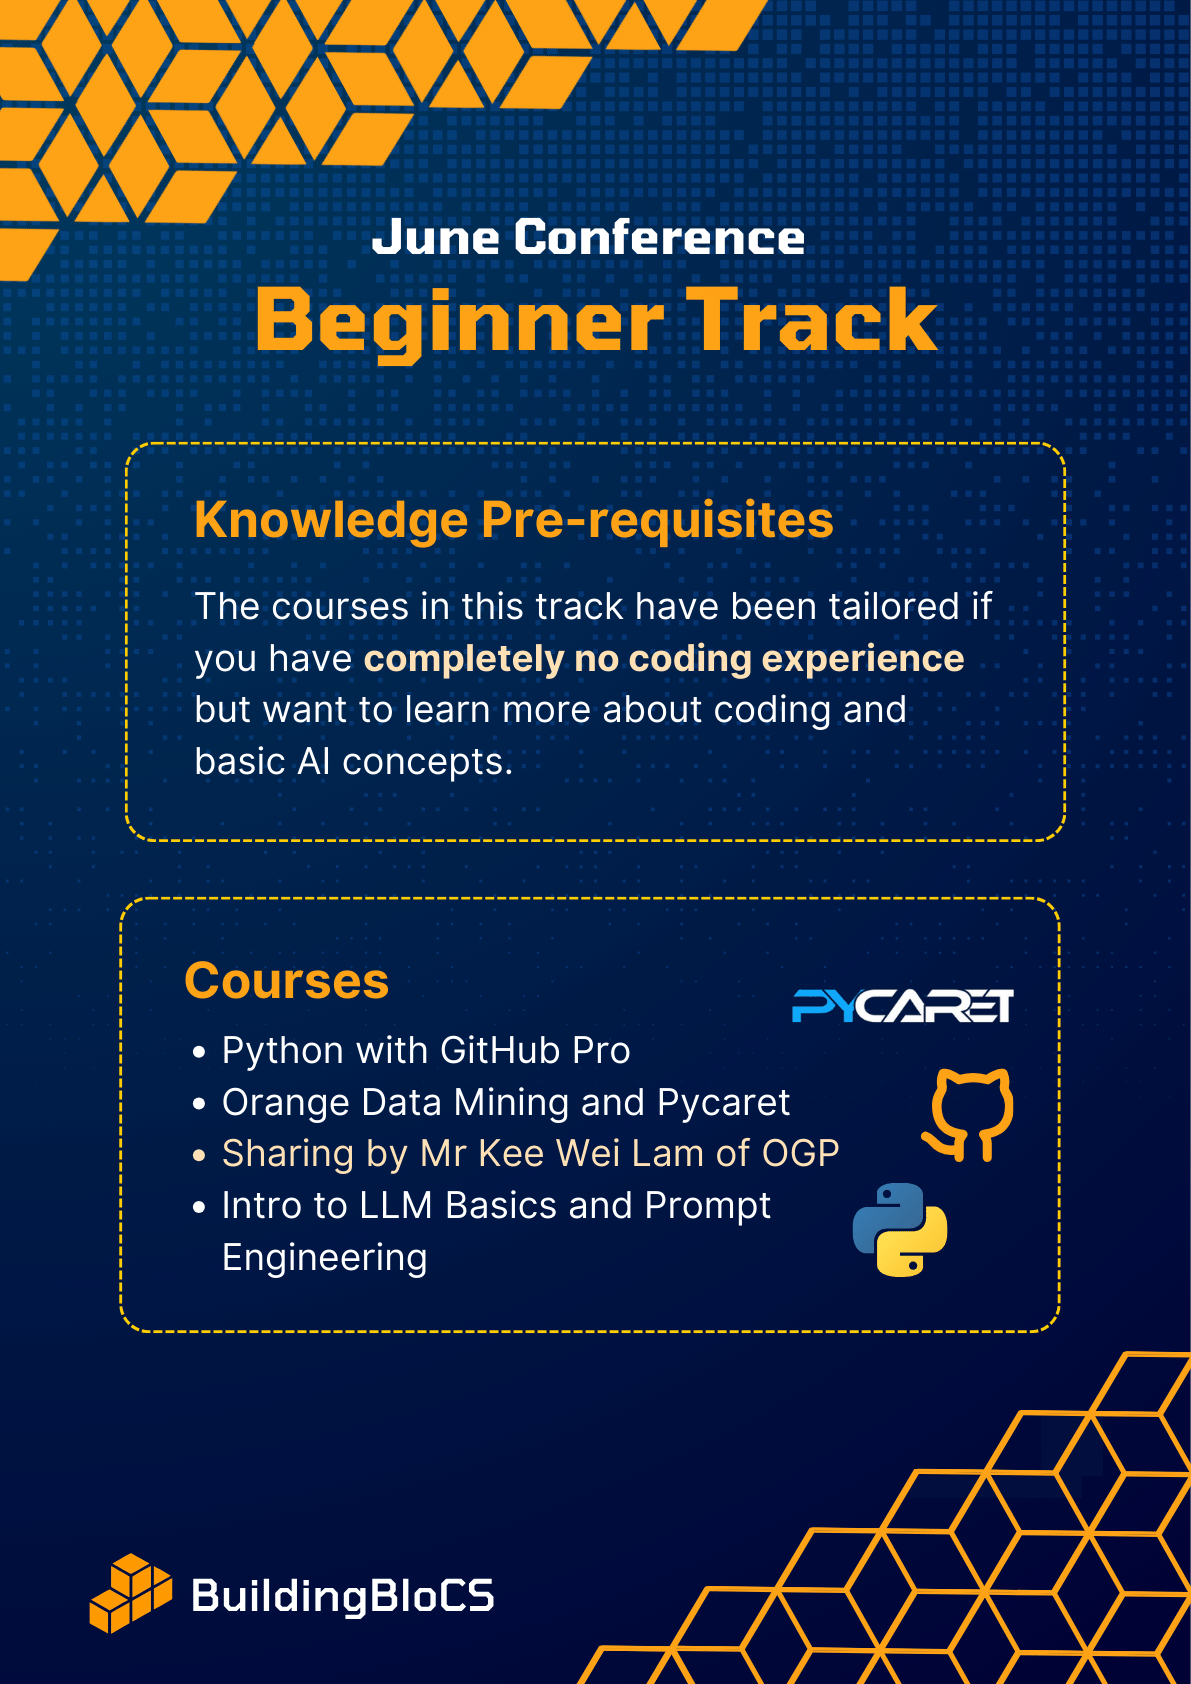 June Conference
Beginner Track
Knowledge Pre-requisites
The courses in this track have been tailored if
you have completely no coding experience
but want to learn more about coding and
basic AI concepts.
Courses
PYCARET
• Python with GitHub Pro
• Orange Data Mining and Pycaret
• Sharing by Mr Kee Wei Lam of OGP
• Intro to LLM Basics and Prompt
Engineering
BuildingBloCS